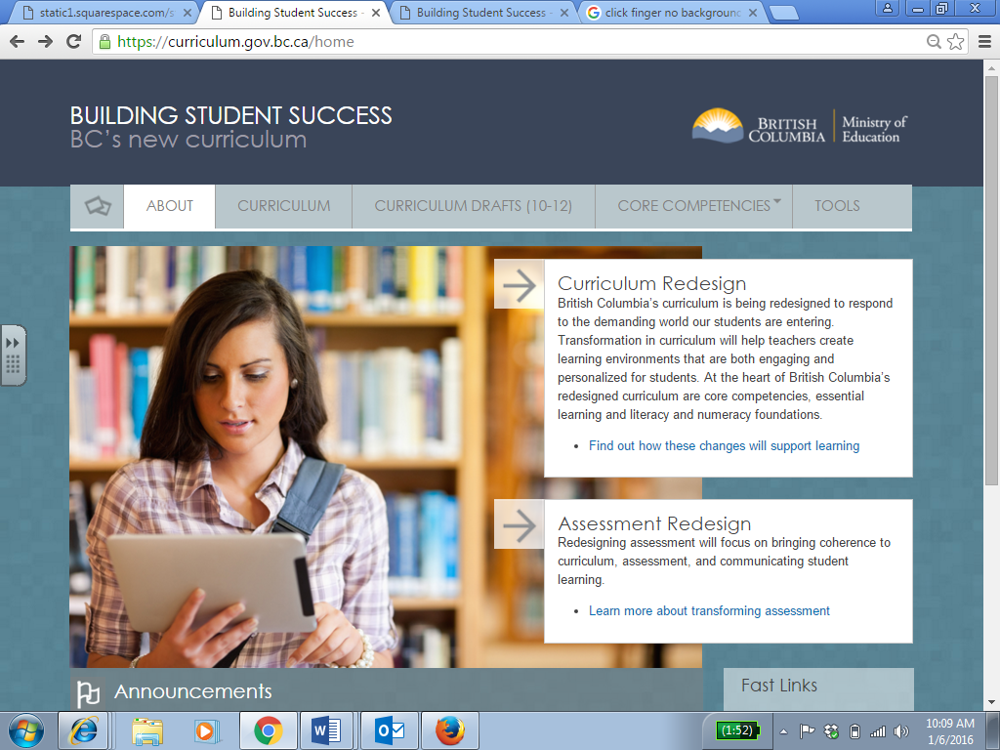 static1.squarespace.com/s
Building Student Success -
Building Student Success -
click finger no background
https://curriculum.gov.bc.ca/home
BUILDING STUDENT SUCCESS
BC's new curriculum
BRITISH COLUMBIA
Ministry of Education
ABOUT
CURRICULUM
CURRICULUM DRAFTS (10-12)
CORE COMPETENCIES
TOOLS
Curriculum Redesign
British Columbia's curriculum is being redesigned to respond
to the demanding world our students are entering.
Transformation in curriculum will help teachers create
learning environments that are both engaging and
personalized for students. At the heart of British Columbia's
redesigned curriculum are core competencies, essential
learning and literacy and numeracy foundations.
• Find out how these changes will support learning
Assessment Redesign
Redesigning assessment will focus on bringing coherence to
curriculum, assessment, and communicating student
learning.
• Learn more about transforming assessment
Announcements
Fast Links
(1:52)
10:09 AM
1/6/2016